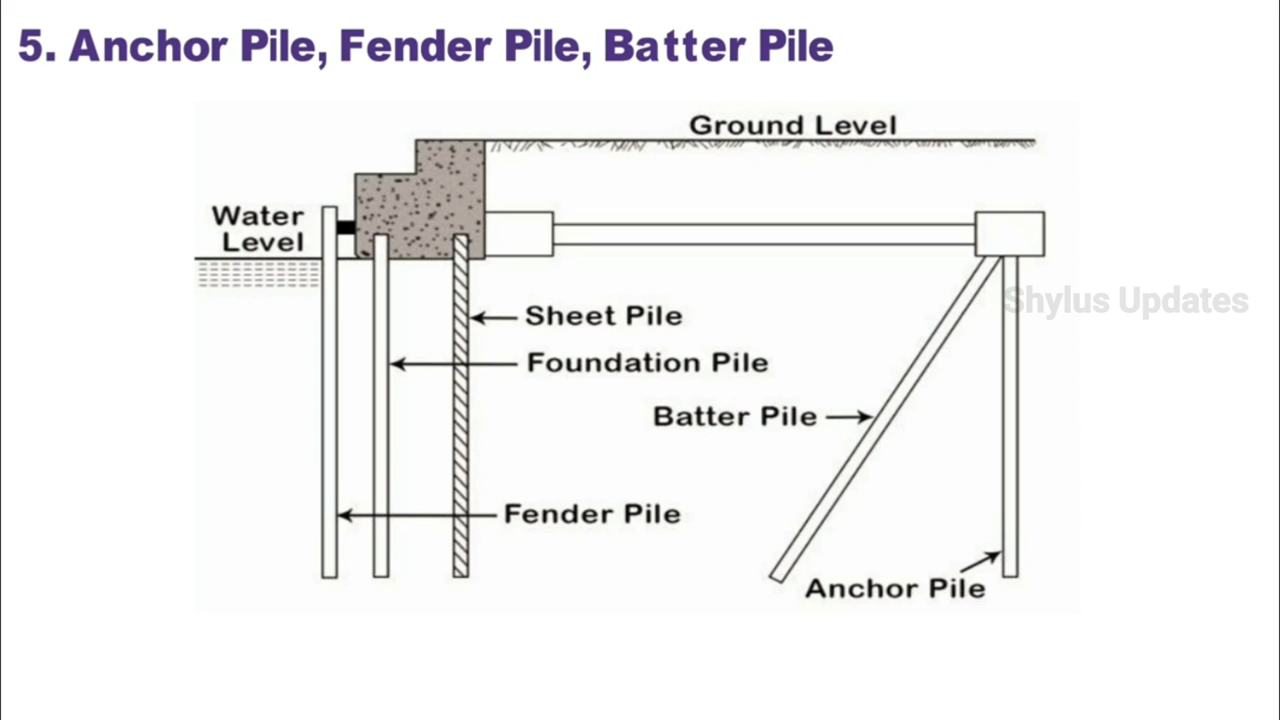 5. Anchor Pile, Fender Pile, Batter Pile
Ground Level
Water
Level
Shylus Updates
Sheet Pile
Foundation Pile
Batter Pile
Fender Pile
Anchor Pile